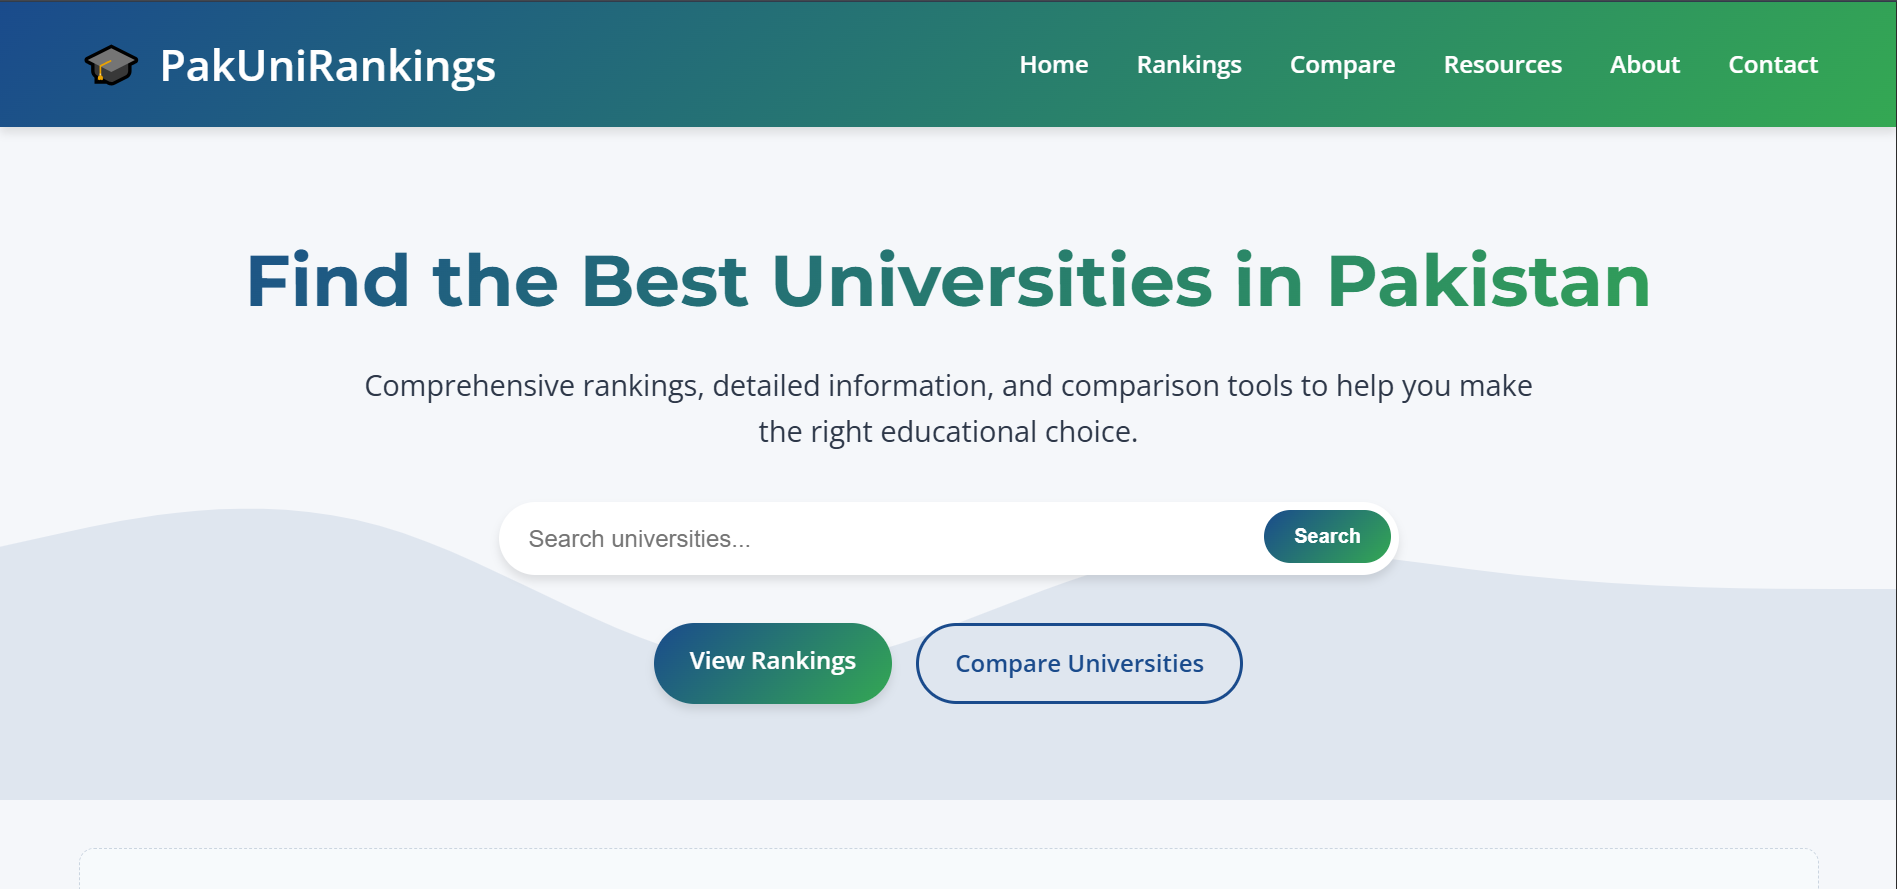 PakUniRankings
Home
Rankings
Compare
Resources
About
Contact
Find the Best Universities in Pakistan
Comprehensive rankings, detailed information, and comparison tools to help you make
the right educational choice.
Search universities...
Search
View Rankings
Compare Universities